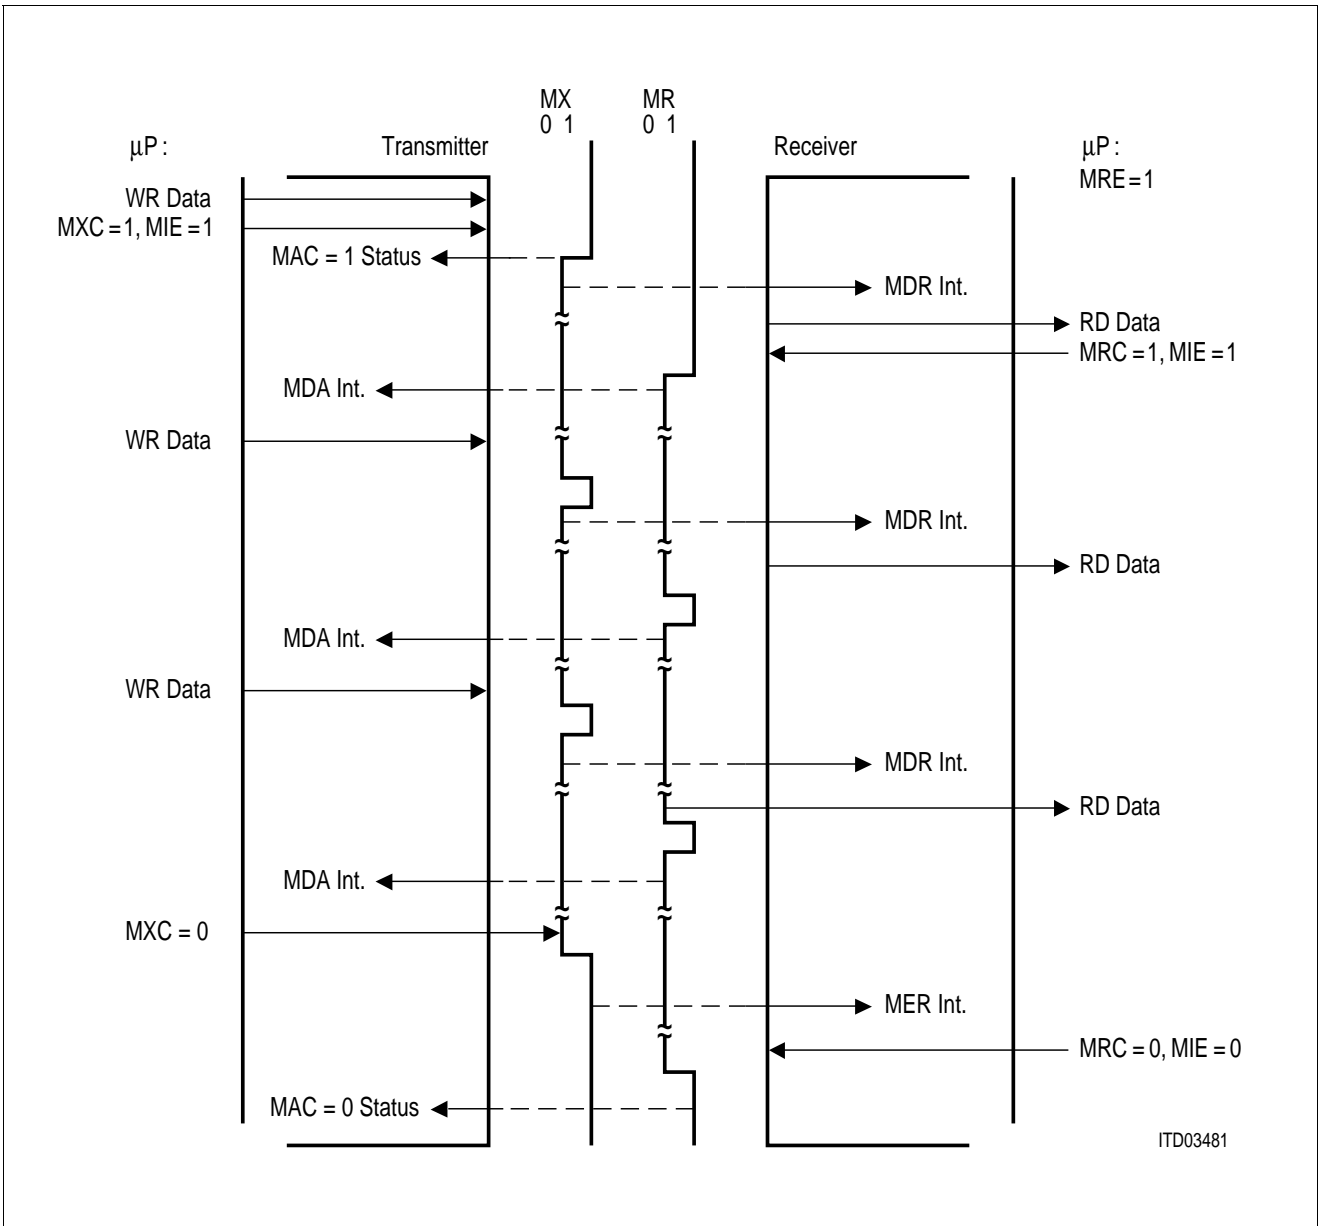 MX MR
0 1 0 1
μP: Transmitter Receiver μP:
MRE=1
WR Data
MXC=1, MIE=1
MAC = 1 Status
MDR Int.
RD Data
MRC=1, MIE=1
MDA Int.
WR Data
MDR Int.
RD Data
MDA Int.
WR Data
MDR Int.
RD Data
MDA Int.
MXC = 0
MER Int.
MRC = 0, MIE = 0
MAC = 0 Status
ITD03481